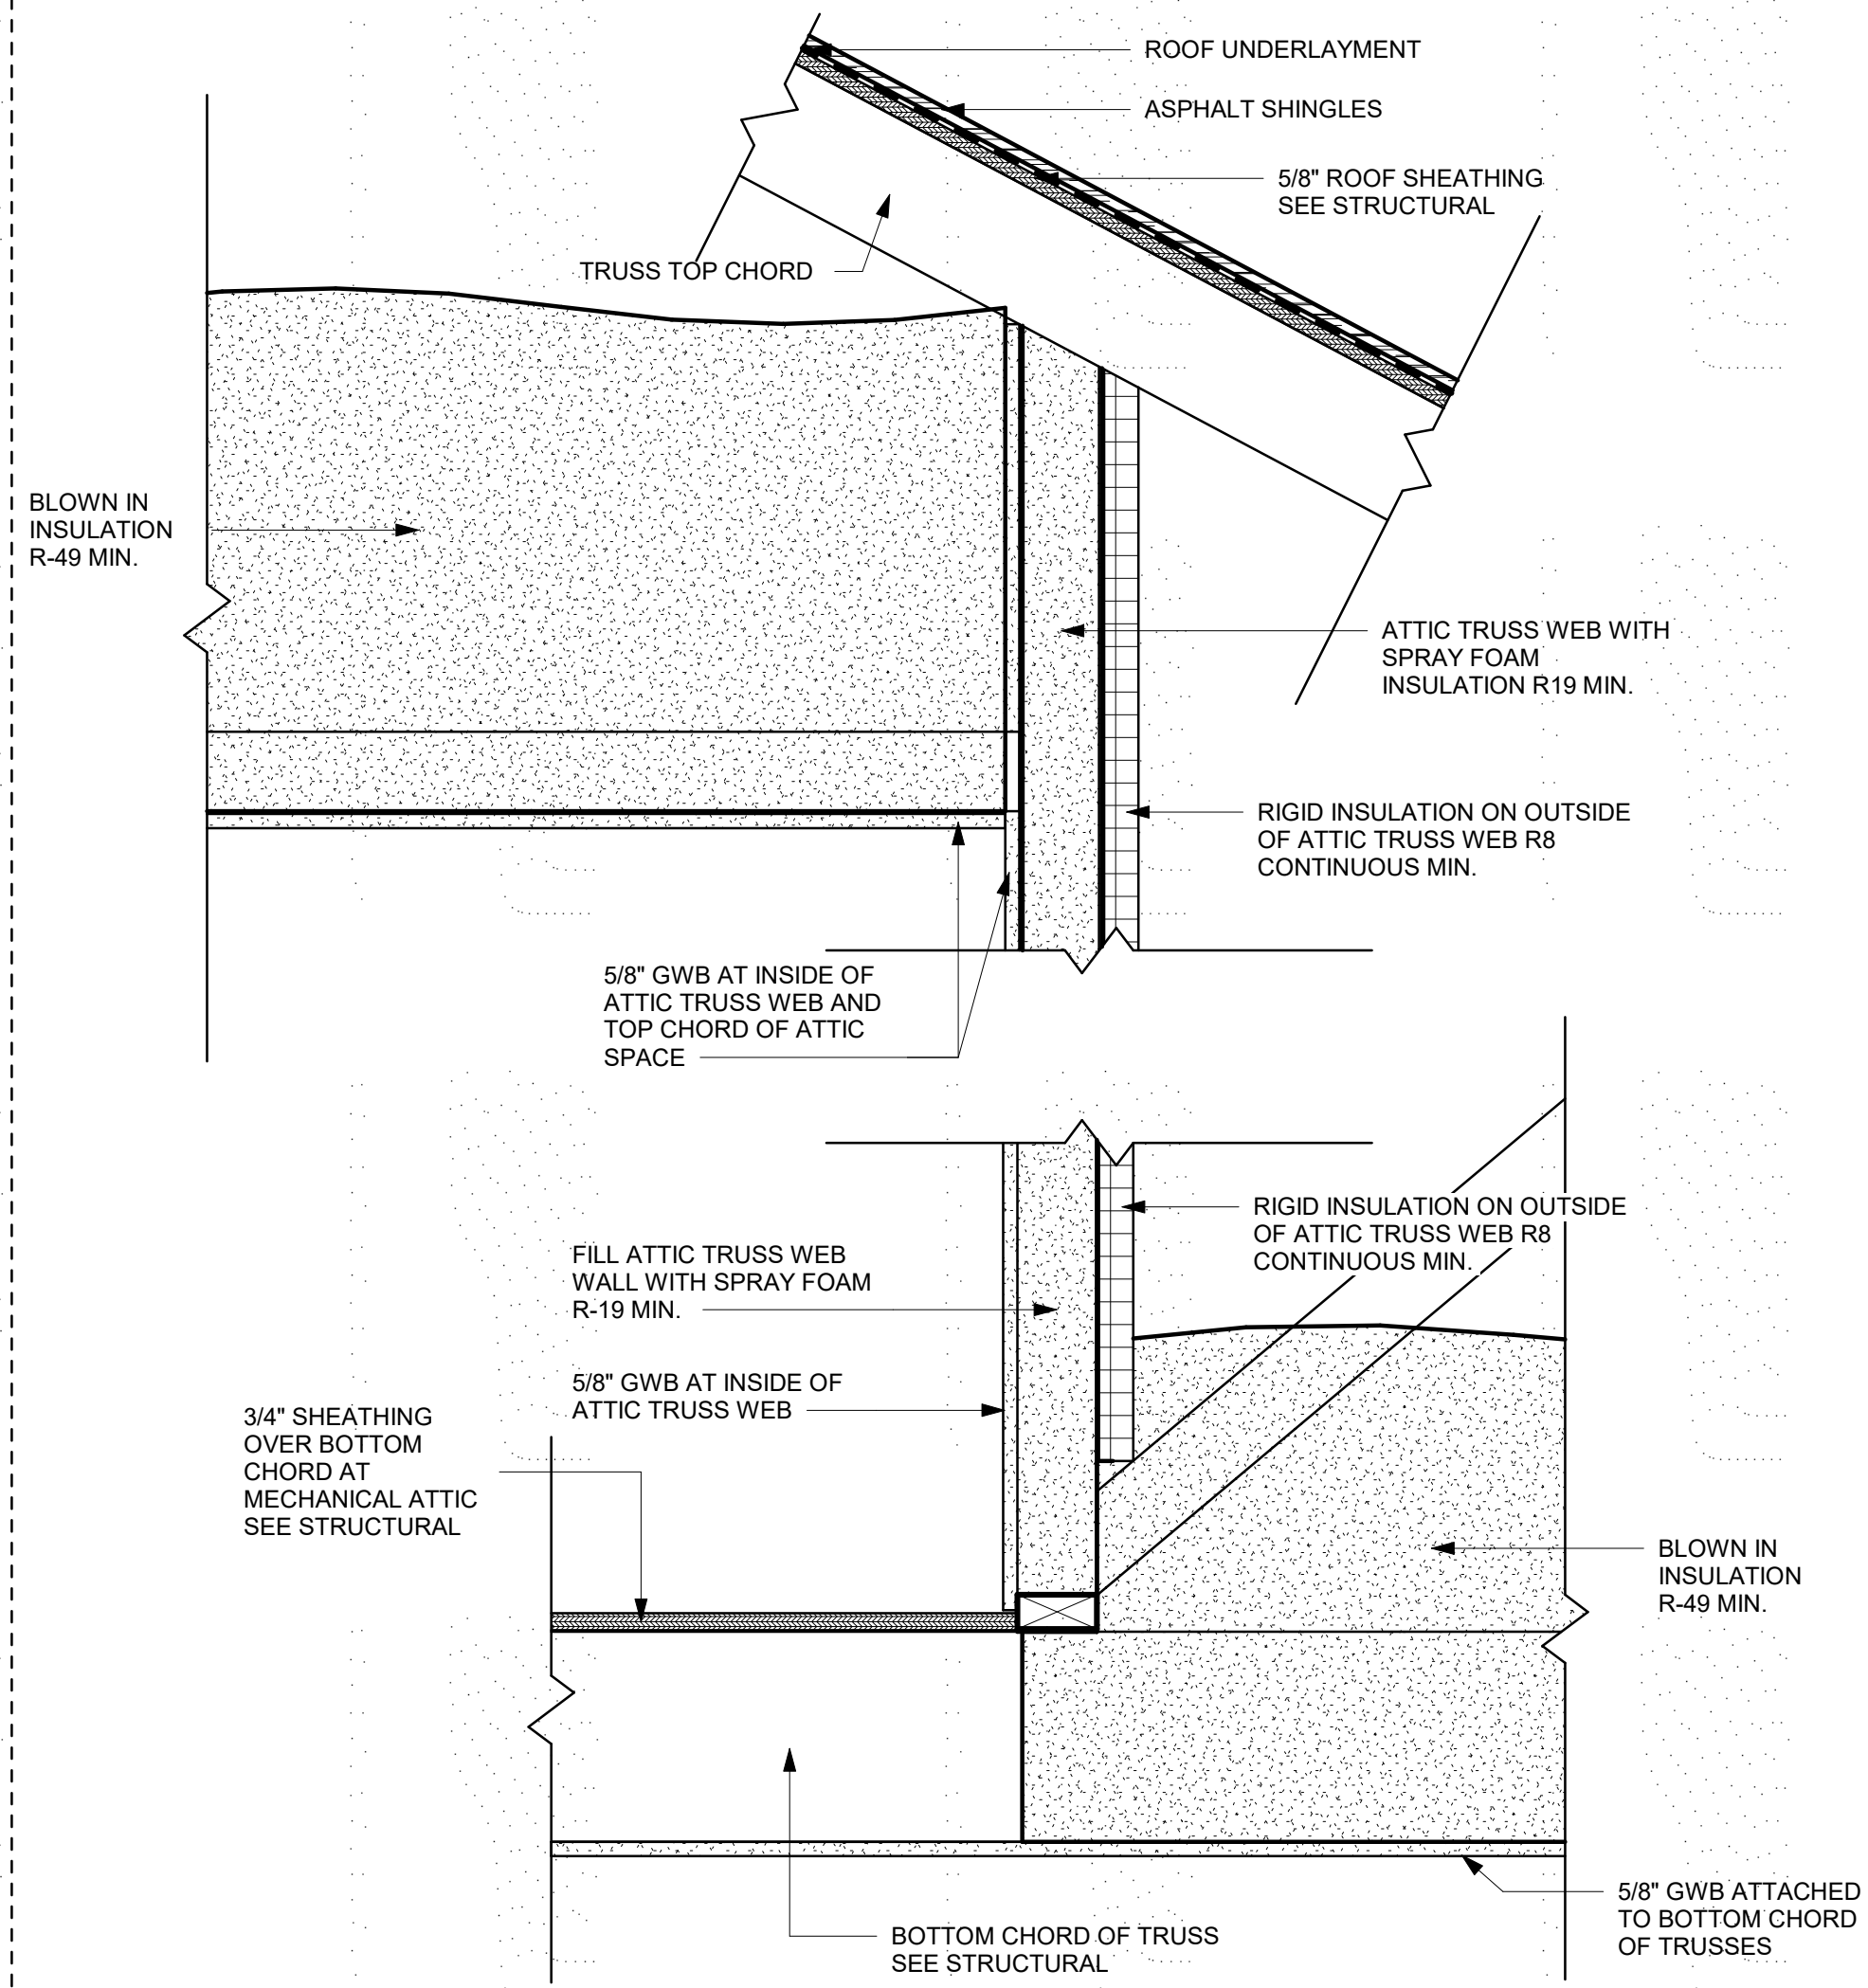 ROOF UNDERLAYMENT
ASPHALT SHINGLES
5/8" ROOF SHEATHING
SEE STRUCTURAL
TRUSS TOP CHORD
BLOWN IN
INSULATION
R-49 MIN.
ATTIC TRUSS WEB WITH
SPRAY FOAM
INSULATION R19 MIN.
RIGID INSULATION ON OUTSIDE
OF ATTIC TRUSS WEB R8
CONTINUOUS MIN.
5/8" GWB AT INSIDE OF
ATTIC TRUSS WEB AND
TOP CHORD OF ATTIC
SPACE
RIGID INSULATION ON OUTSIDE
OF ATTIC TRUSS WEB R8
CONTINUOUS MIN.
FILL ATTIC TRUSS WEB
WALL WITH SPRAY FOAM
R-19 MIN.
5/8" GWB AT INSIDE OF
ATTIC TRUSS WEB
3/4" SHEATHING
OVER BOTTOM
CHORD AT
MECHANICAL ATTIC
SEE STRUCTURAL
BLOWN IN
INSULATION
R-49 MIN.
5/8" GWB ATTACHED
TO BOTTOM CHORD
OF TRUSSES
BOTTOM CHORD OF TRUSS
SEE STRUCTURAL